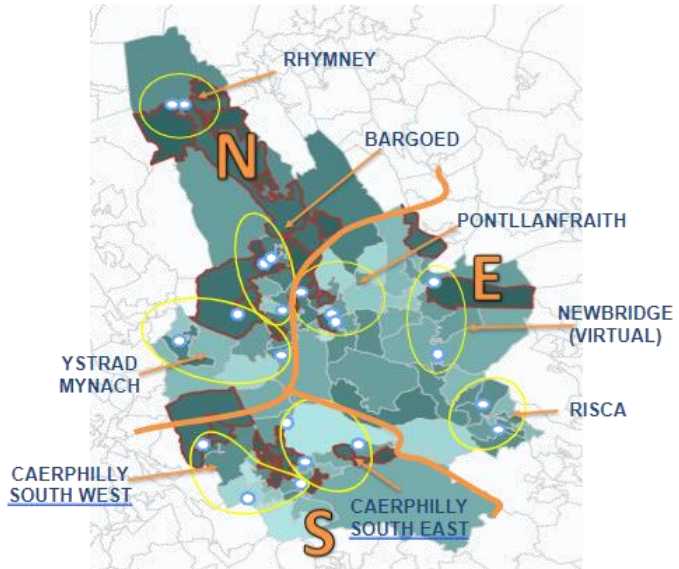 RHYMNEY
N
BARGOED
PONTLLANFRAITH
E
NEWBRIDGE
(VIRTUAL)
YSTRAD
MYNACH
RISCA
CAERPHILLY
SOUTH WEST
CAERPHILLY
SOUTH EAST
S